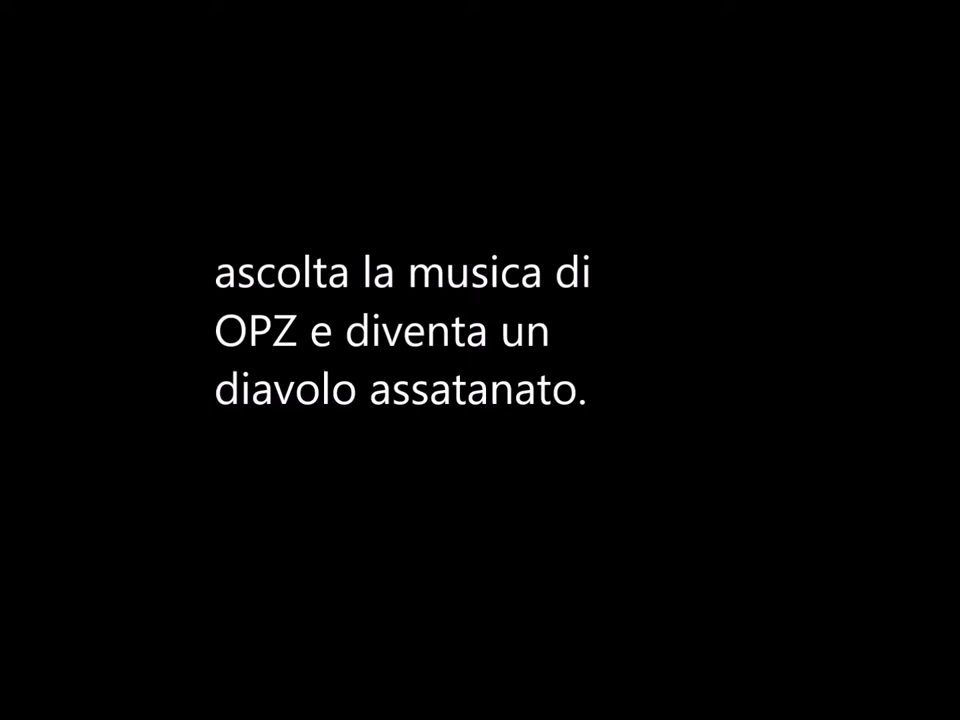 ascolta la musica di
OPZ e diventa un
diavolo assatanato.